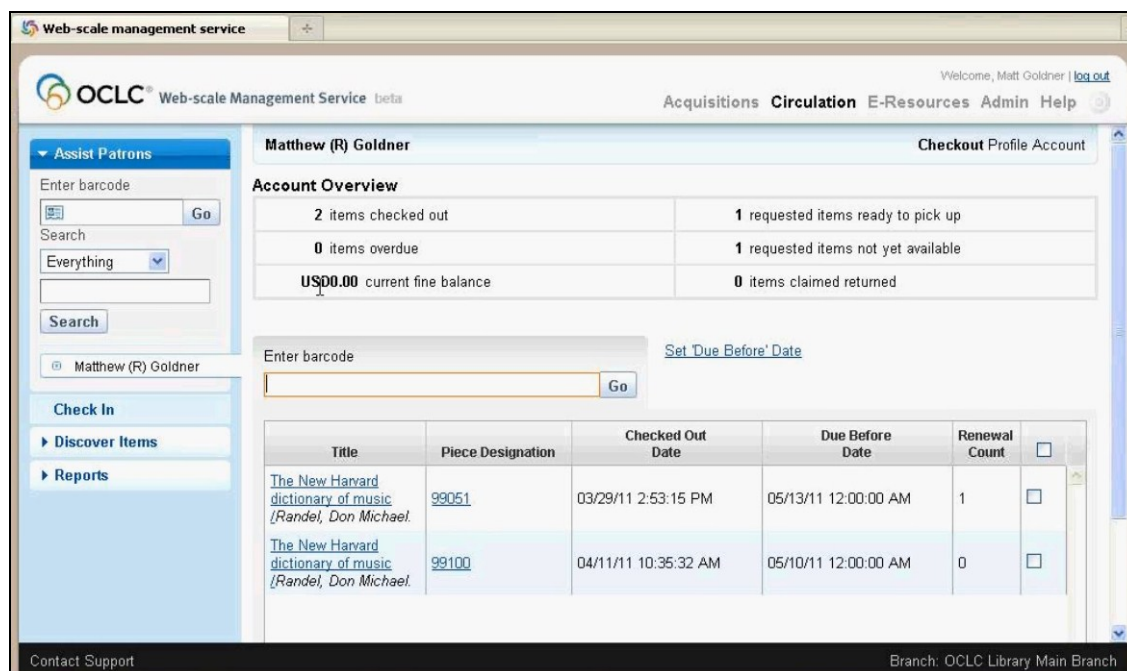 Web-scale management service
OCLC® Web-scale Management Service beta
Welcome, Matt Goldner | log out
Acquisitions Circulation E-Resources Admin Help
Assist Patrons
Enter barcode
Go
Search
Everything
Search
Matthew (R) Goldner
Check In
Discover Items
Reports
Matthew (R) Goldner
Checkout Profile Account
Account Overview
2 items checked out
1 requested items ready to pick up
0 items overdue
1 requested items not yet available
USD0.00 current fine balance
0 items claimed returned
Enter barcode
Go
Set 'Due Before' Date
Title
Piece Designation
Checked Out
Date
Due Before
Date
Renewal
Count
The New Harvard
dictionary of music
/Randel, Don Michael.
99051
03/29/11 2:53:15 PM
05/13/11 12:00:00 AM
1
The New Harvard
dictionary of music
/Randel, Don Michael.
99100
04/11/11 10:35:32 AM
05/10/11 12:00:00 AM
0
Contact Support
Branch: OCLC Library Main Branch